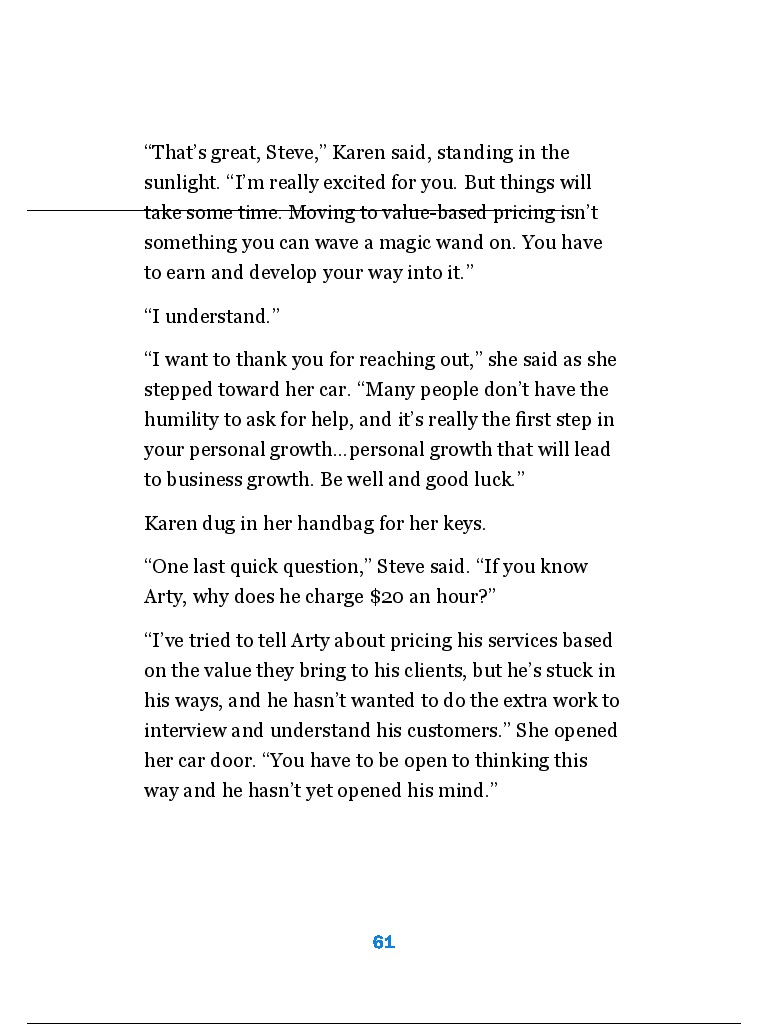 “That’s great, Steve,” Karen said, standing in the
sunlight. “I’m really excited for you. But things will
take some time. Moving to value-based pricing isn’t
something you can wave a magic wand on. You have
to earn and develop your way into it.”
“I understand.”
“I want to thank you for reaching out,” she said as she
stepped toward her car. “Many people don’t have the
humility to ask for help, and it’s really the first step in
your personal growth…personal growth that will lead
to business growth. Be well and good luck.”
Karen dug in her handbag for her keys.
“One last quick question,” Steve said. “If you know
Arty, why does he charge $20 an hour?”
“I’ve tried to tell Arty about pricing his services based
on the value they bring to his clients, but he’s stuck in
his ways, and he hasn’t wanted to do the extra work to
interview and understand his customers.” She opened
her car door. “You have to be open to thinking this
way and he hasn’t yet opened his mind.”
61